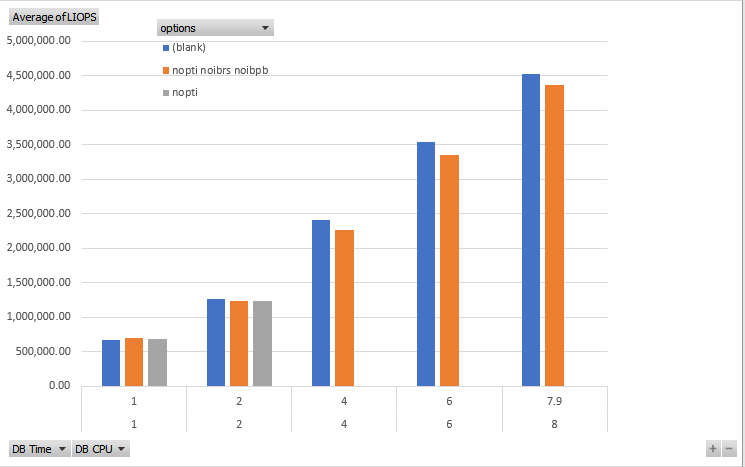 Average of LIOPS
options
(blank)
nopti noibrs noibpb
nopti
5,000,000.00
4,500,000.00
4,000,000.00
3,500,000.00
3,000,000.00
2,500,000.00
2,000,000.00
1,500,000.00
1,000,000.00
500,000.00
0.00
1 2 4 6 7.9
1 2 4 6 8
DB Time DB CPU
+ −